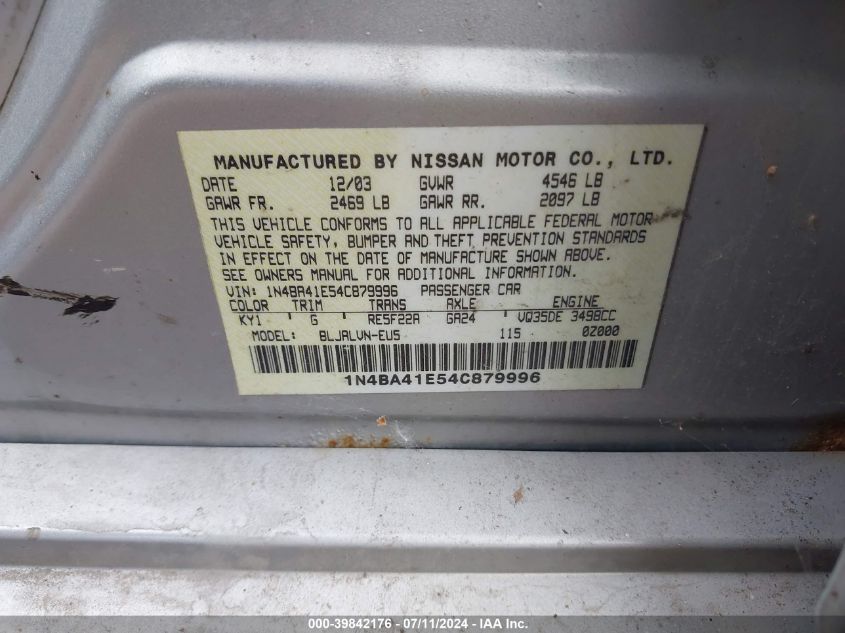 MANUFACTURED BY NISSAN MOTOR CO., LTD.
DATE 12/03 GVWR 4546 LB
GAWR FR. 2469 LB GAWR RR. 2097 LB
THIS VEHICLE CONFORMS TO ALL APPLICABLE FEDERAL MOTOR
VEHICLE SAFETY, BUMPER AND THEFT PREVENTION STANDARDS
IN EFFECT ON THE DATE OF MANUFACTURE SHOWN ABOVE.
SEE OWNERS MANUAL FOR ADDITIONAL INFORMATION.
VIN: 1N4BA41E54C879996 PASSENGER CAR
COLOR TRIM TRANS AXLE ENGINE
KY1 G RE5F22A GA24 VQ35DE 3498CC
MODEL: BLJALVN-EU5 115 0Z000
1N4BA41E54C879996
000-39842176 - 07/11/2024 - © IAA, Inc.